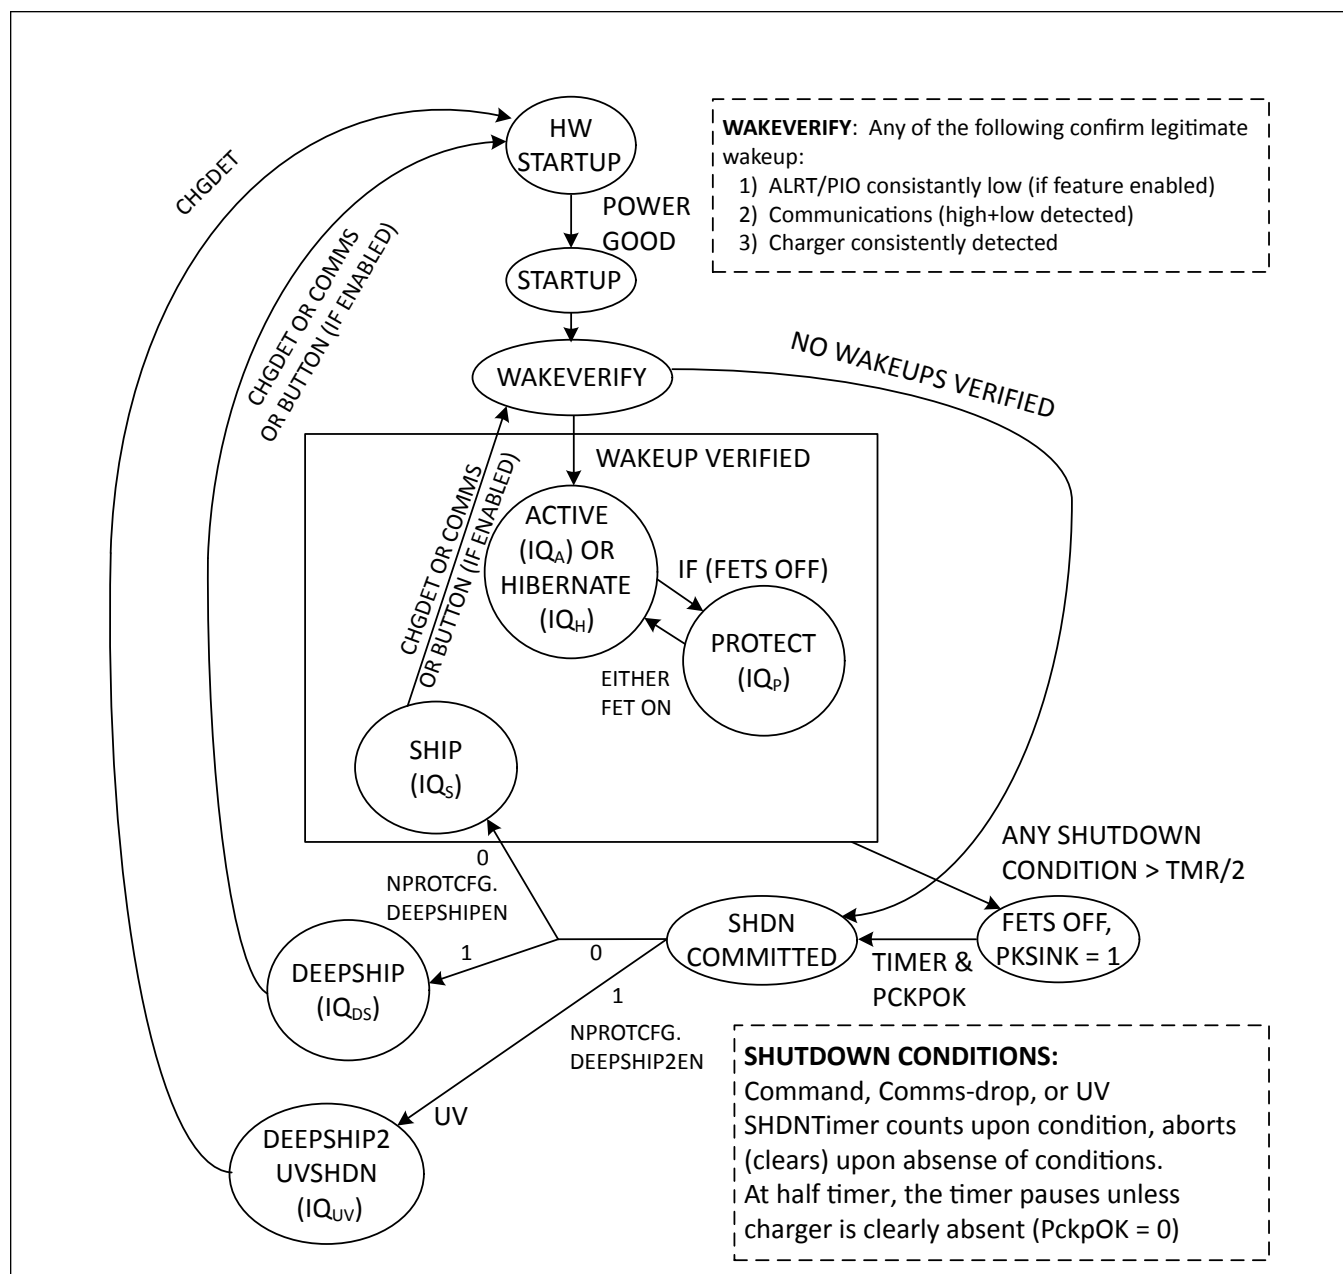 HW
STARTUP
POWER
GOOD
STARTUP
WAKEVERIFY
WAKEVERIFY: Any of the following confirm legitimate
wakeup:
1) ALRT/PIO consistantly low (if feature enabled)
2) Communications (high+low detected)
3) Charger consistently detected
CHGDET
CHGDET OR COMMS
OR BUTTON (IF ENABLED)
NO WAKEUPS VERIFIED
WAKEUP VERIFIED
CHGDET OR COMMS
OR BUTTON (IF ENABLED)
ACTIVE
(IQA) OR
HIBERNATE
(IQH)
IF (FETS OFF)
PROTECT
(IQP)
EITHER
FET ON
SHIP
(IQS)
0
NPROTCFG.
DEEPSHIPEN
1
0
ANY SHUTDOWN
CONDITION > TMR/2
FETS OFF,
PKSINK = 1
TIMER &
PCKPOK
SHDN
COMMITTED
DEEPSHIP
(IQDS)
1
NPROTCFG.
DEEPSHIP2EN
UV
DEEPSHIP2
UVSHDN
(IQUV)
SHUTDOWN CONDITIONS:
Command, Comms-drop, or UV
SHDNTimer counts upon condition, aborts
(clears) upon absense of conditions.
At half timer, the timer pauses unless
charger is clearly absent (PckpOK = 0)